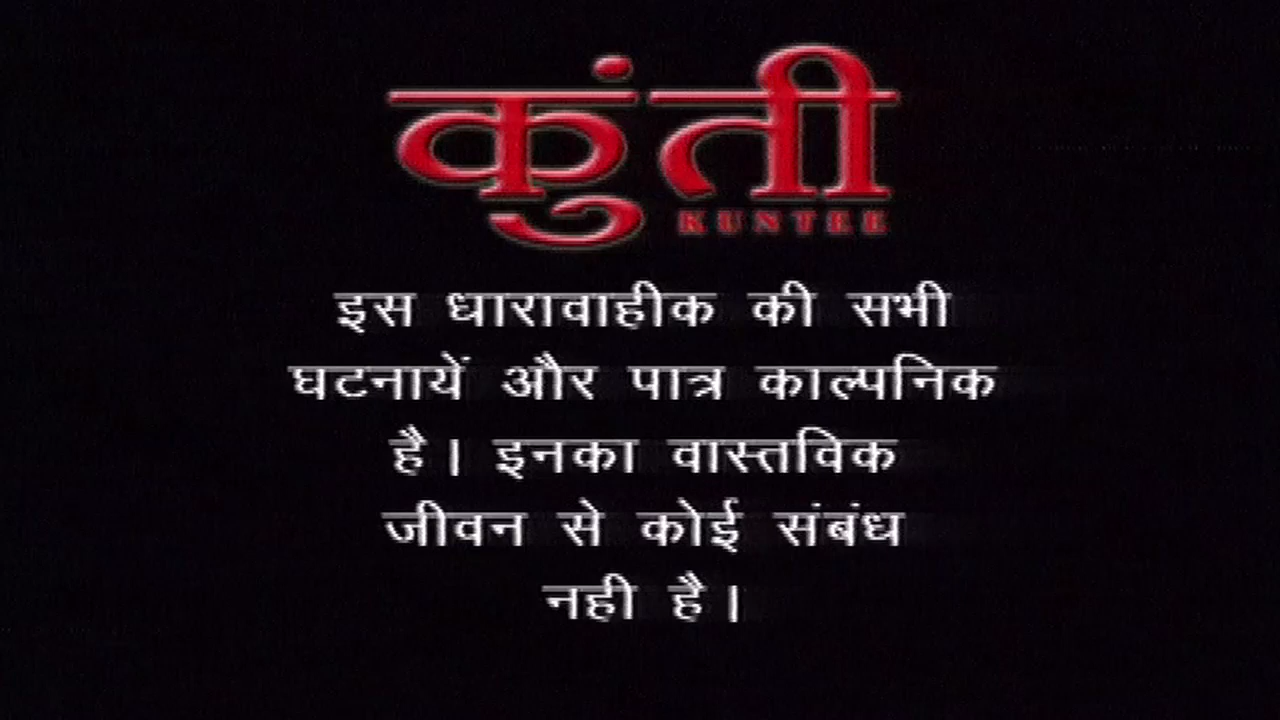 कुंती
KUNTEE
इस धारावाहीक की सभी
घटनायें और पात्र काल्पनिक
है। इनका वास्तविक
जीवन से कोई संबंध
नही है।